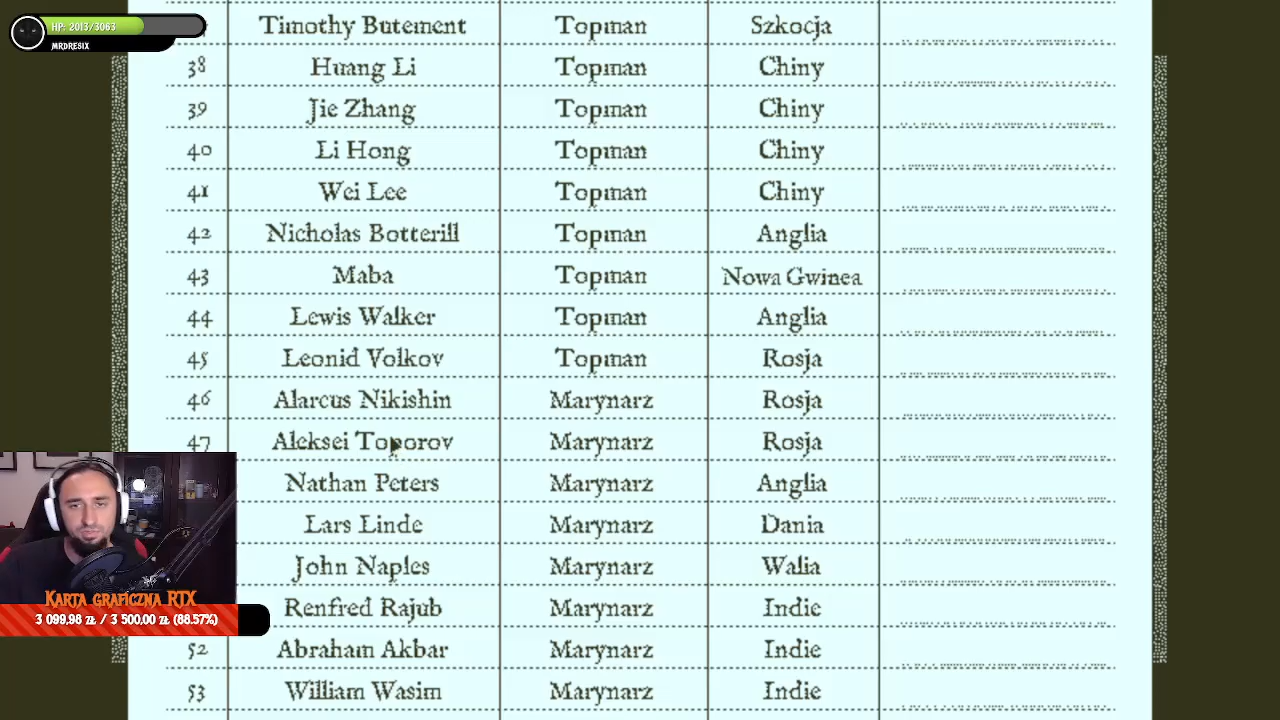 HP: 2013/3063
MRDRESIX
Timothy Butement Topman Szkocja
38 Huang Li Topman Chiny
39 Jie Zhang Topman Chiny
40 Li Hong Topman Chiny
41 Wei Lee Topman Chiny
42 Nicholas Botterill Topman Anglia
43 Maba Topman Nowa Gwinea
44 Lewis Walker Topman Anglia
45 Leonid Volkov Topman Rosja
46 Alarcus Nikishin Marynarz Rosja
47 Aleksei Toporov Marynarz Rosja
Nathan Peters Marynarz Anglia
Lars Linde Marynarz Dania
John Naples Marynarz Walia
Renfred Rajub Marynarz Indie
52 Abraham Akbar Marynarz Indie
53 William Wasim Marynarz Indie
Karta graficzna RTX
3 099,98 zł / 3 500,00 zł (88.57%)